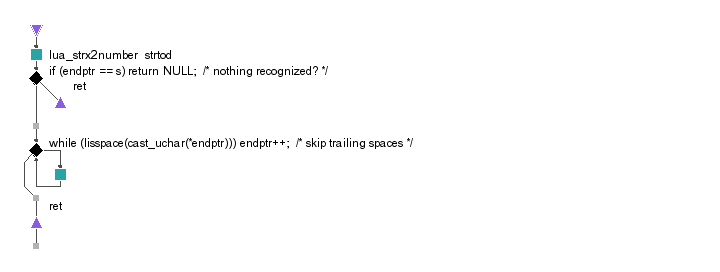 lua_strx2number strtod
if (endptr == s) return NULL; /* nothing recognized? */
ret
while (lisspace(cast_uchar(*endptr))) endptr++; /* skip trailing spaces */
ret